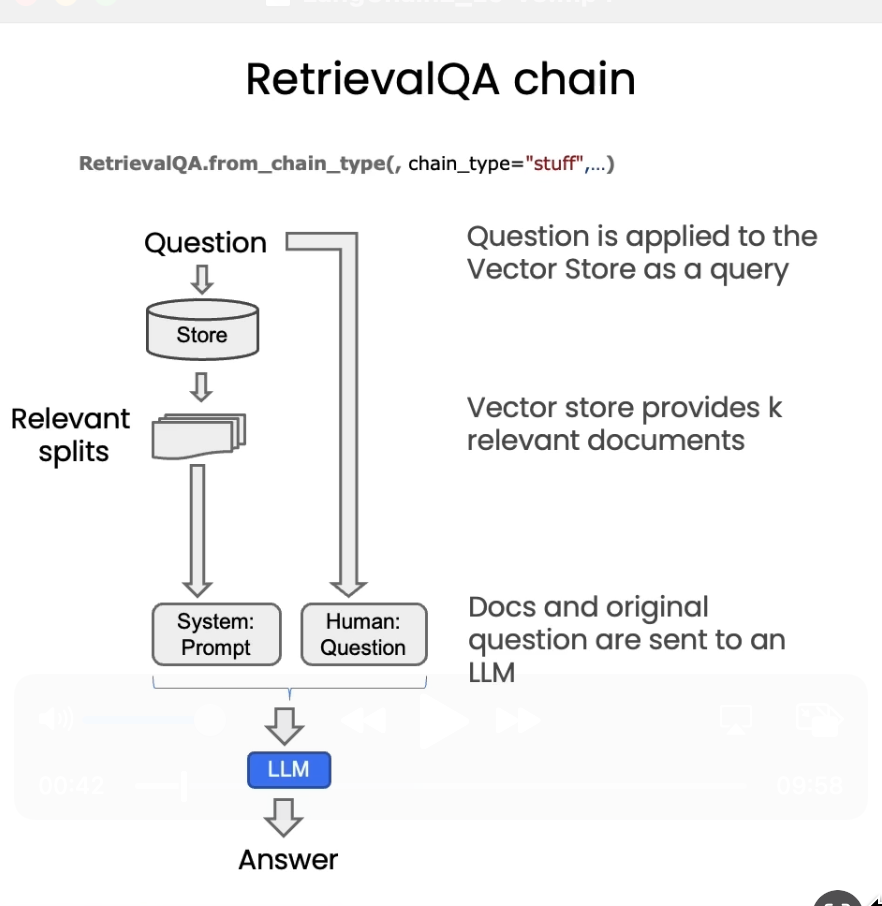 RetrievalQA chain
RetrievalQA.from_chain_type(, chain_type="stuff",...)
Question
Question is applied to the
Vector Store as a query
Store
Relevant
splits
Vector store provides k
relevant documents
System:
Prompt
Human:
Question
Docs and original
question are sent to an
LLM
00:42
09:58
LLM
Answer